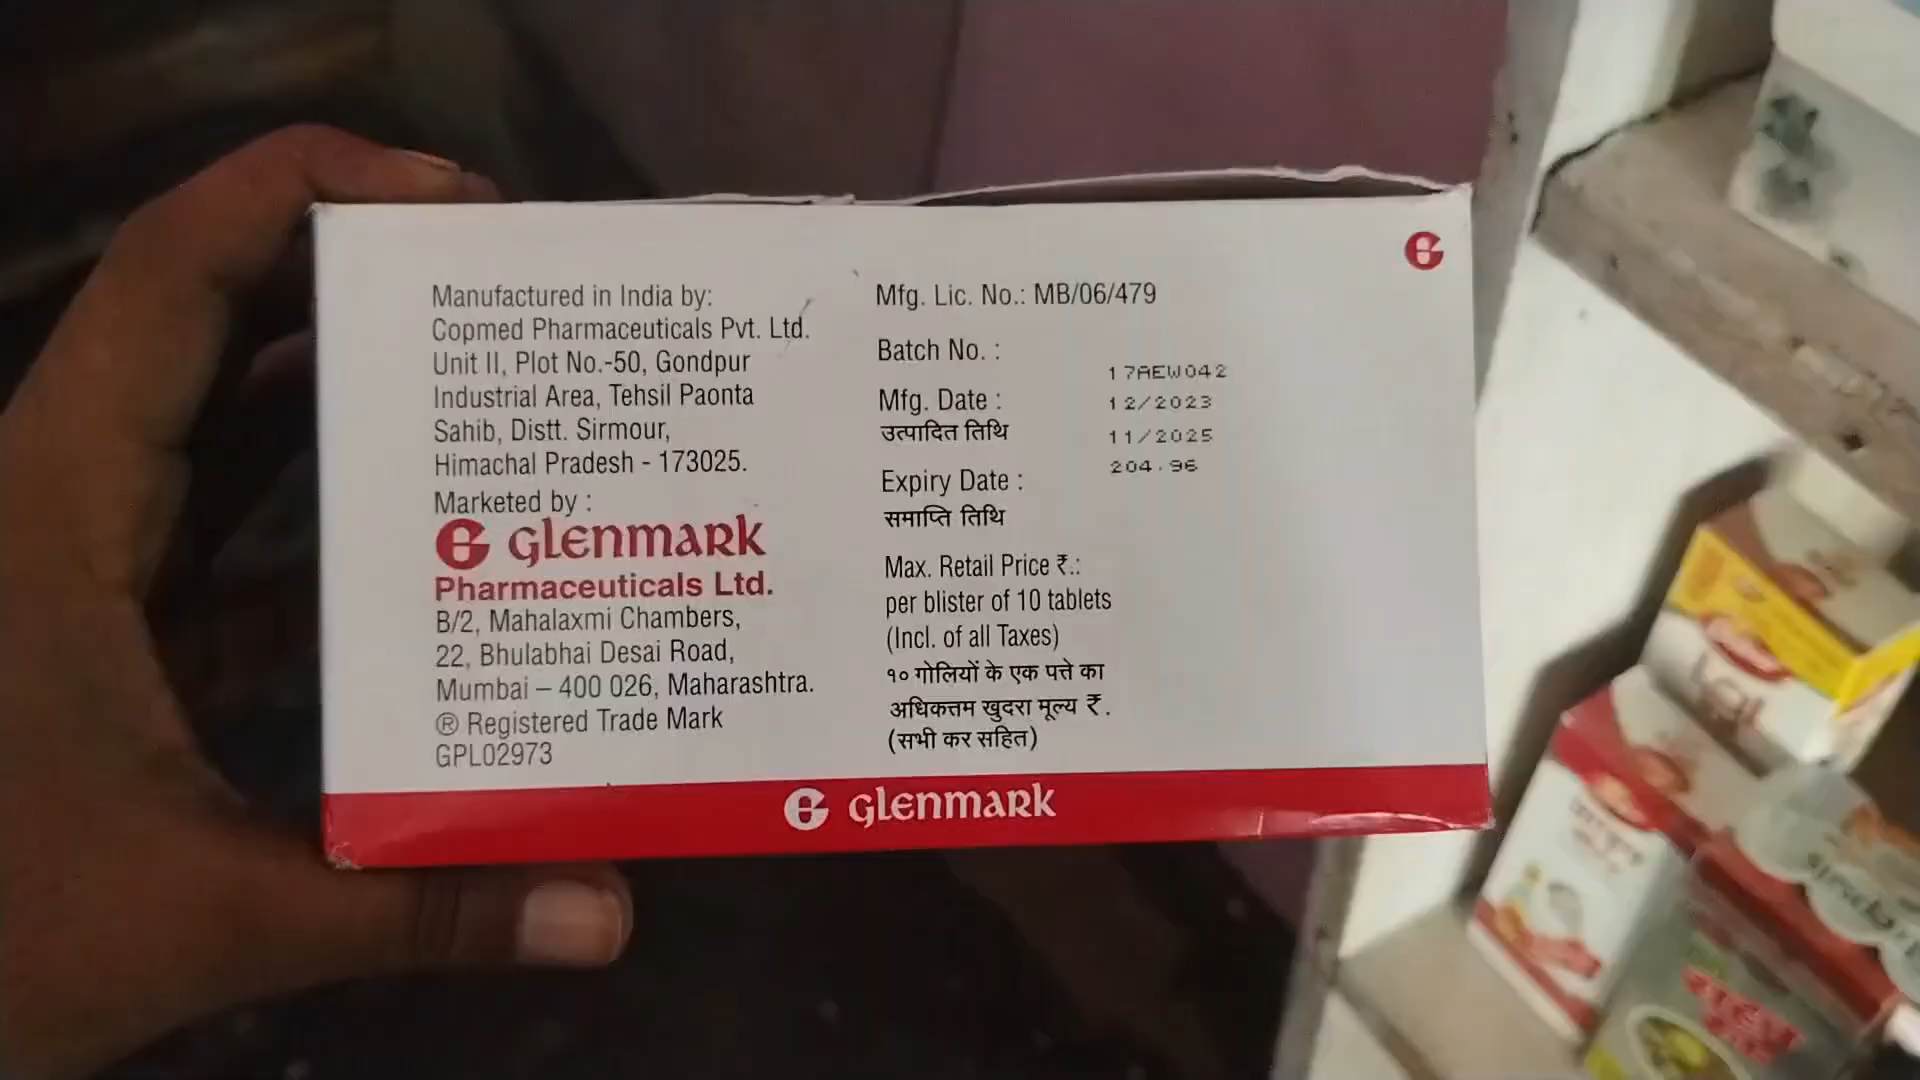 Manufactured in India by:
Copmed Pharmaceuticals Pvt. Ltd.
Unit II, Plot No.-50, Gondpur
Industrial Area, Tehsil Paonta
Sahib, Distt. Sirmour,
Himachal Pradesh - 173025.
Marketed by :
GLENMARK
Pharmaceuticals Ltd.
B/2, Mahalaxmi Chambers,
22, Bhulabhai Desai Road,
Mumbai – 400 026, Maharashtra.
® Registered Trade Mark
GPL02973
Mfg. Lic. No.: MB/06/479
Batch No. :
Mfg. Date :
उत्पादित तिथि
Expiry Date :
समाप्ति तिथि
Max. Retail Price ₹.:
per blister of 10 tablets
(Incl. of all Taxes)
१० गोलियों के एक पत्ते का
अधिकत्तम खुदरा मूल्य ₹.
(सभी कर सहित)
17AEW042
12/2023
11/2025
204.96
GLENMARK